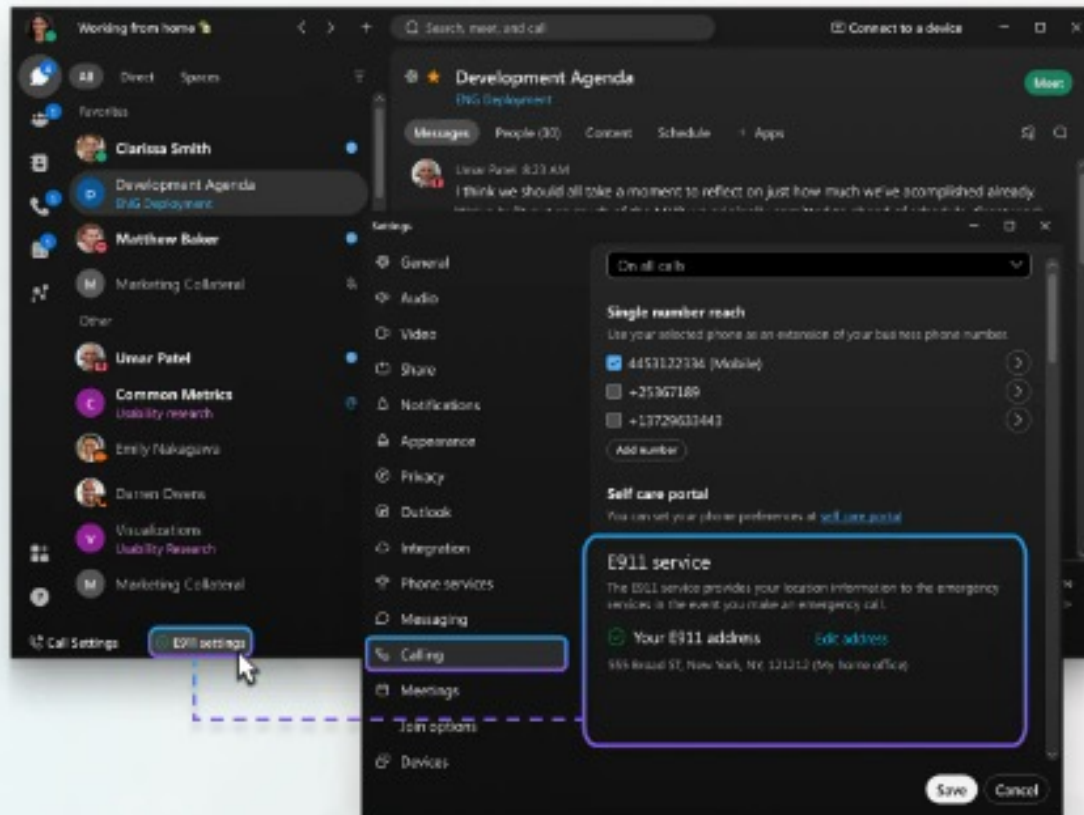 Working from home
Search, meet, and call
Connect to a device
All Direct Spaces
Favorites
Clarissa Smith
Development Agenda
ENG Deployment
Matthew Baker
M Marketing Collateral
Other
Umar Patel
C Common Metrics
Usability research
Emily Nakagawa
Darren Owens
V Visualizations
Usability Research
M Marketing Collateral
Call Settings
E911 settings
Development Agenda
ENG Deployment
Meet
Messages People (30) Content Schedule + Apps
Umar Patel 8:23 AM
I think we should all take a moment to reflect on just how much we've acomplished already.
Settings
General
Audio
Video
Share
Notifications
Appearance
Privacy
Outlook
Integration
Phone services
Messaging
Calling
Meetings
Join options
Devices
On all calls
Single number reach
Use your selected phone as an extension of your business phone number.
4453122334 (Mobile)
+25367189
+13729633443
Add number
Self care portal
You can set your phone preferences at self care portal
E911 service
The E911 service provides your location information to the emergency
services in the event you make an emergency call.
Your E911 address Edit address
555 Broad ST, New York, NY, 121212 (My home office)
Save Cancel